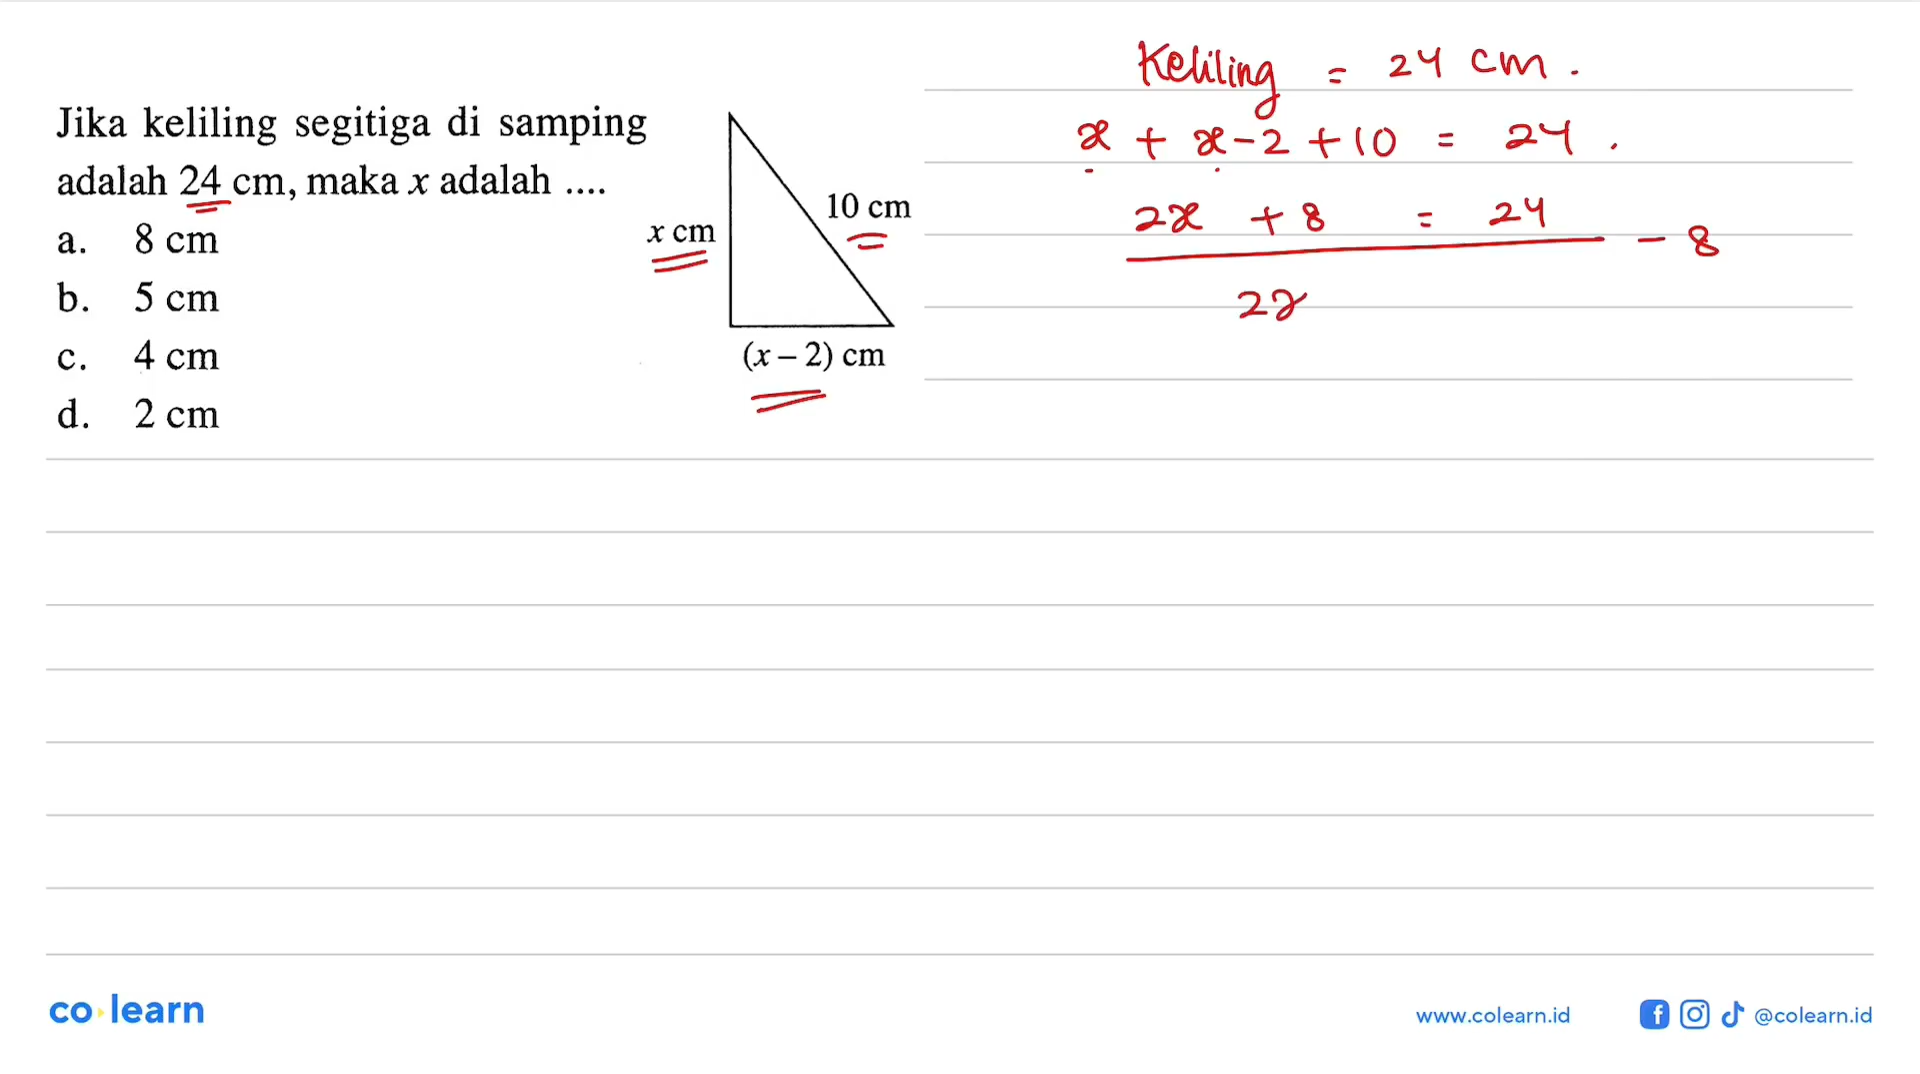 Jika keliling segitiga di samping
adalah 24 cm, maka x adalah ....
a. 8 cm
b. 5 cm
c. 4 cm
d. 2 cm
x cm
10 cm
(x – 2) cm
Keliling = 24 cm.
x + x - 2 + 10 = 24.
2x + 8 = 24
- 8
2x
co learn
www.colearn.id
@colearn.id